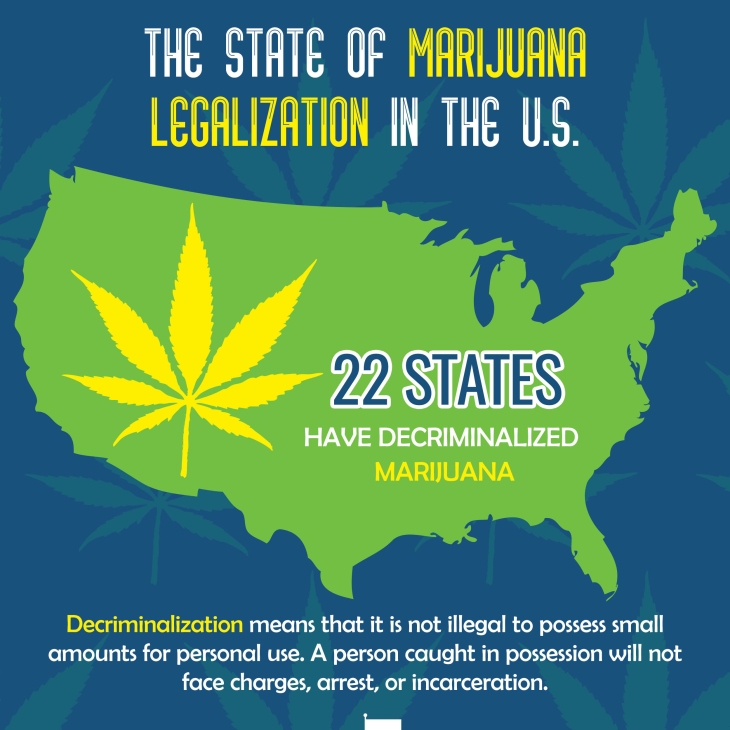 THE STATE OF MARIJUANA
LEGALIZATION IN THE U.S.
22 STATES
HAVE DECRIMINALIZED
MARIJUANA
Decriminalization means that it is not illegal to possess small
amounts for personal use. A person caught in possession will not
face charges, arrest, or incarceration.